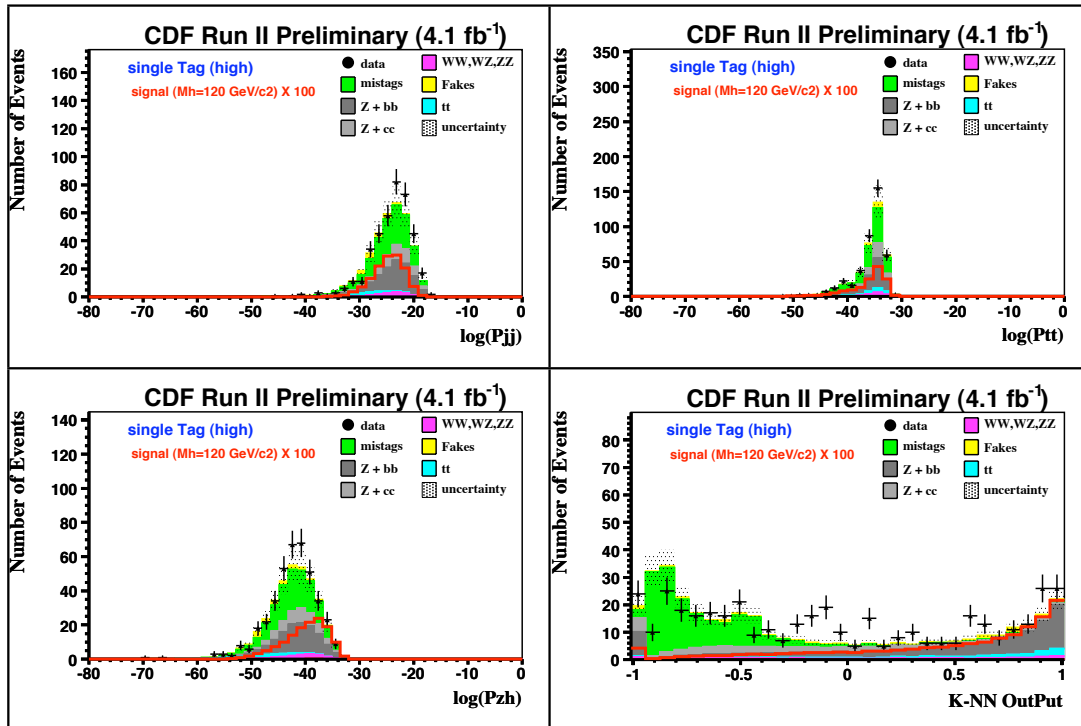 CDF Run II Preliminary (4.1 fb-1)
Number of Events
single Tag (high)
signal (Mh=120 GeV/c2) X 100
data
WW,WZ,ZZ
mistags
Fakes
Z + bb
tt
Z + cc
uncertainty
160
140
120
100
80
60
40
20
0
-80 -70 -60 -50 -40 -30 -20 -10 0
log(Pjj)
CDF Run II Preliminary (4.1 fb-1)
Number of Events
single Tag (high)
signal (Mh=120 GeV/c2) X 100
data
WW,WZ,ZZ
mistags
Fakes
Z + bb
tt
Z + cc
uncertainty
350
300
250
200
150
100
50
0
-80 -70 -60 -50 -40 -30 -20 -10 0
log(Ptt)
CDF Run II Preliminary (4.1 fb-1)
Number of Events
single Tag (high)
signal (Mh=120 GeV/c2) X 100
data
WW,WZ,ZZ
mistags
Fakes
Z + bb
tt
Z + cc
uncertainty
140
120
100
80
60
40
20
0
-80 -70 -60 -50 -40 -30 -20 -10 0
log(Pzh)
CDF Run II Preliminary (4.1 fb-1)
Number of Events
single Tag (high)
signal (Mh=120 GeV/c2) X 100
data
WW,WZ,ZZ
mistags
Fakes
Z + bb
tt
Z + cc
uncertainty
80
70
60
50
40
30
20
10
0
-1 -0.5 0 0.5 1
K-NN OutPut